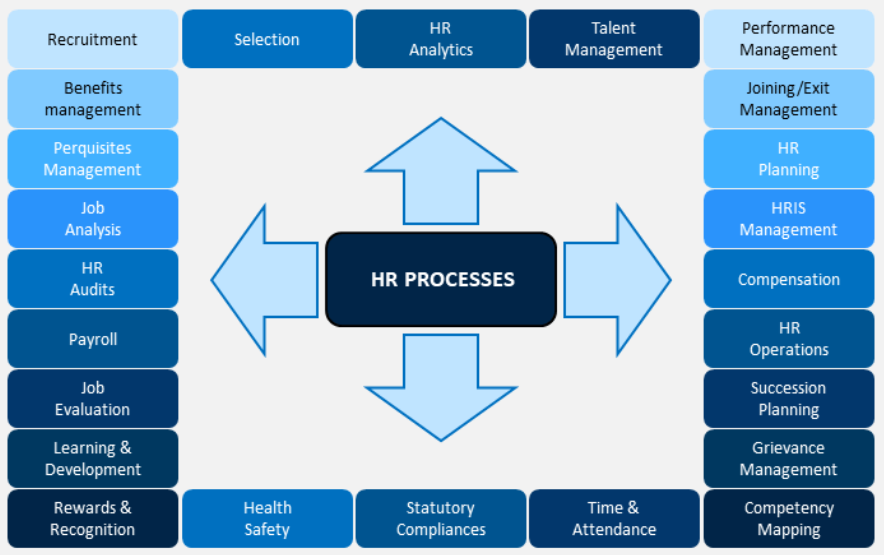 Recruitment
Selection
HR
Analytics
Talent
Management
Performance
Management
Benefits
management
Joining/Exit
Management
Perquisites
Management
HR
Planning
Job
Analysis
HRIS
Management
HR
Audits
HR PROCESSES
Compensation
Payroll
HR
Operations
Job
Evaluation
Succession
Planning
Learning &
Development
Grievance
Management
Rewards &
Recognition
Health
Safety
Statutory
Compliances
Time &
Attendance
Competency
Mapping